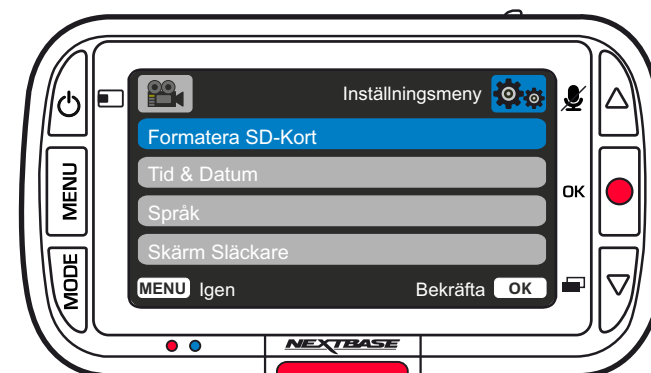 Inställningsmeny
Formatera SD-Kort
Tid & Datum
Språk
Skärm Släckare
MENU Igen
Bekräfta OK
MENU
MODE
OK
NEXTBASE